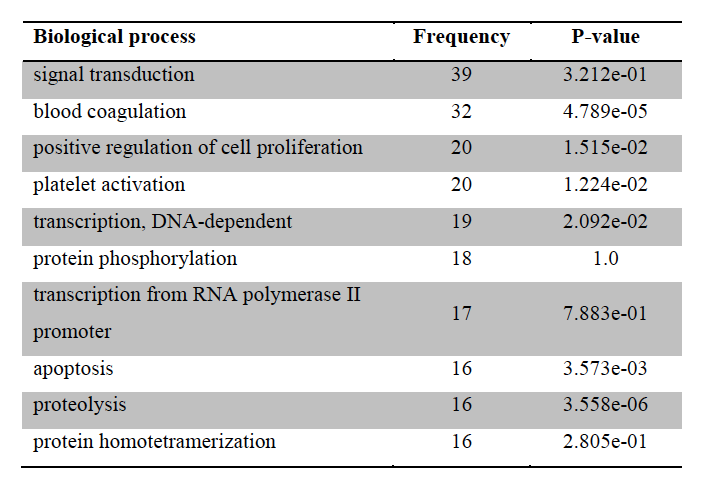 Biological process Frequency P-value
signal transduction 39 3.212e-01
blood coagulation 32 4.789e-05
positive regulation of cell proliferation 20 1.515e-02
platelet activation 20 1.224e-02
transcription, DNA-dependent 19 2.092e-02
protein phosphorylation 18 1.0
transcription from RNA polymerase II
promoter 17 7.883e-01
apoptosis 16 3.573e-03
proteolysis 16 3.558e-06
protein homotetramerization 16 2.805e-01